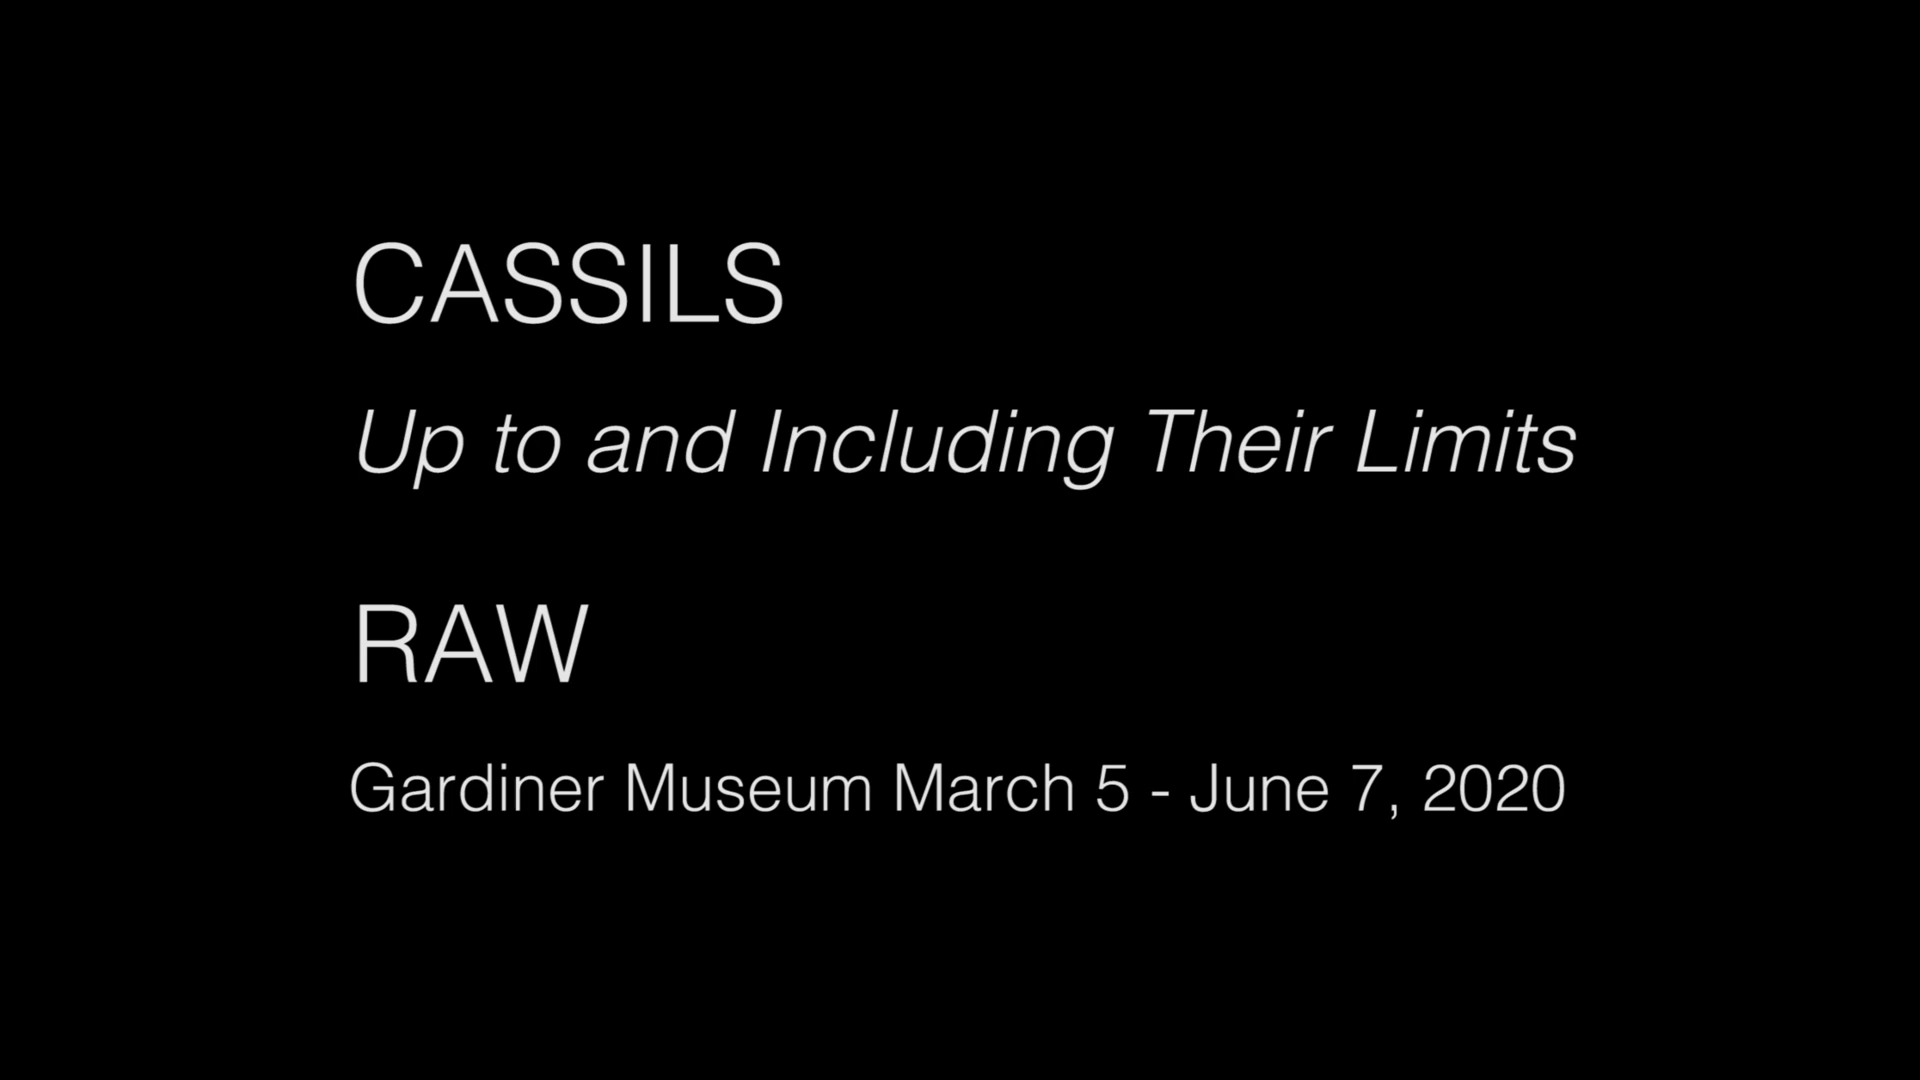 CASSILS
Up to and Including Their Limits
RAW
Gardiner Museum March 5 - June 7, 2020